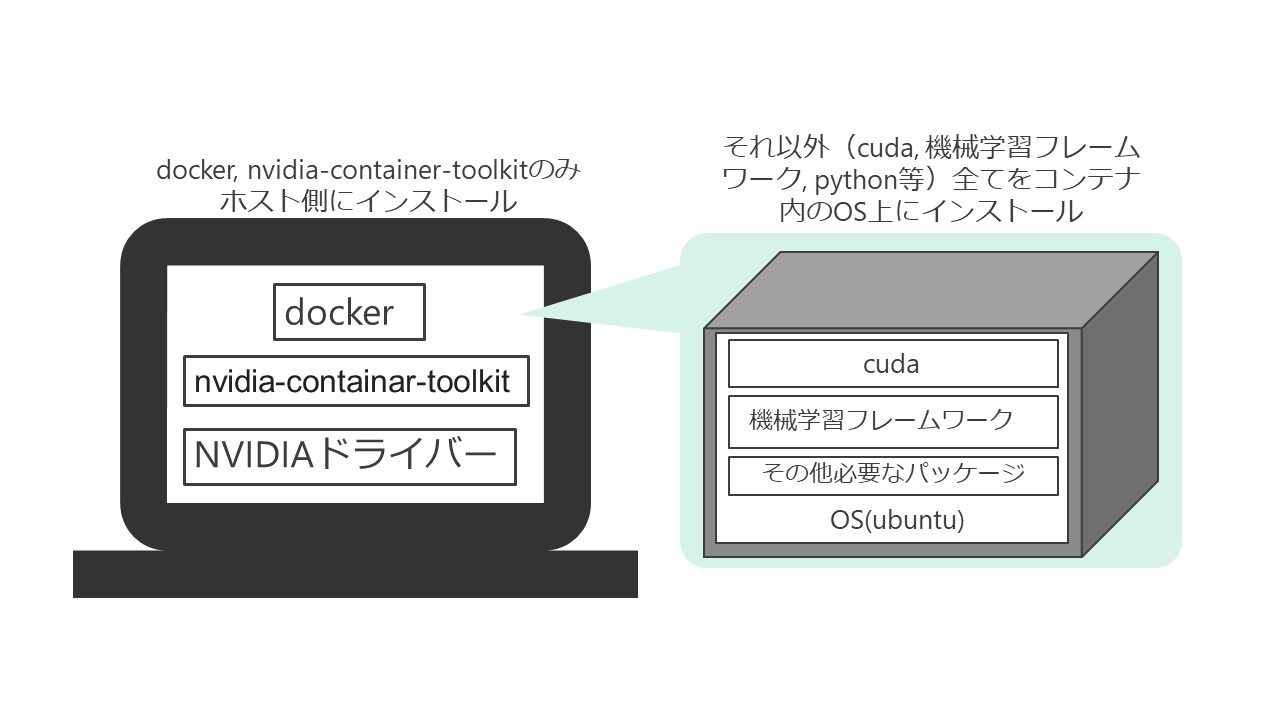 docker, nvidia-container-toolkitのみ
ホスト側にインストール
docker
nvidia-containar-toolkit
NVIDIAドライバー
それ以外（cuda, 機械学習フレーム
ワーク, python等）全てをコンテナ
内のOS上にインストール
cuda
機械学習フレームワーク
その他必要なパッケージ
OS(ubuntu)